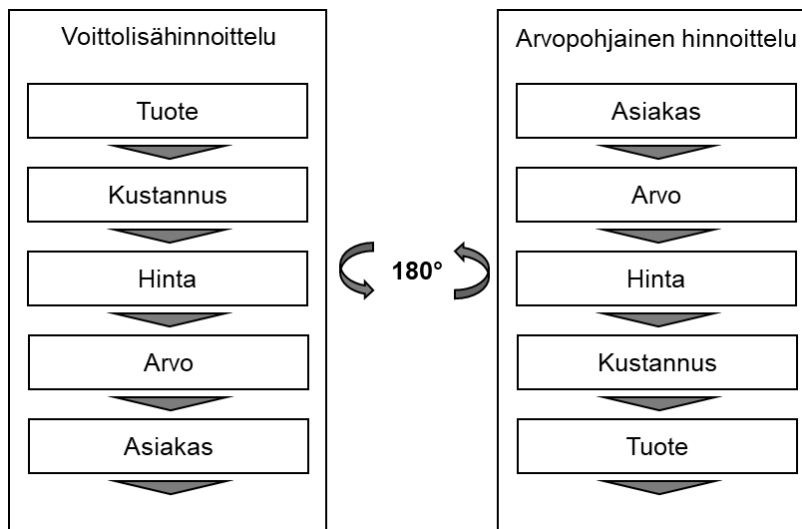 Voittolisähinnoittelu
Tuote
Kustannus
Hinta
Arvo
Asiakas
180°
Arvopohjainen hinnoittelu
Asiakas
Arvo
Hinta
Kustannus
Tuote